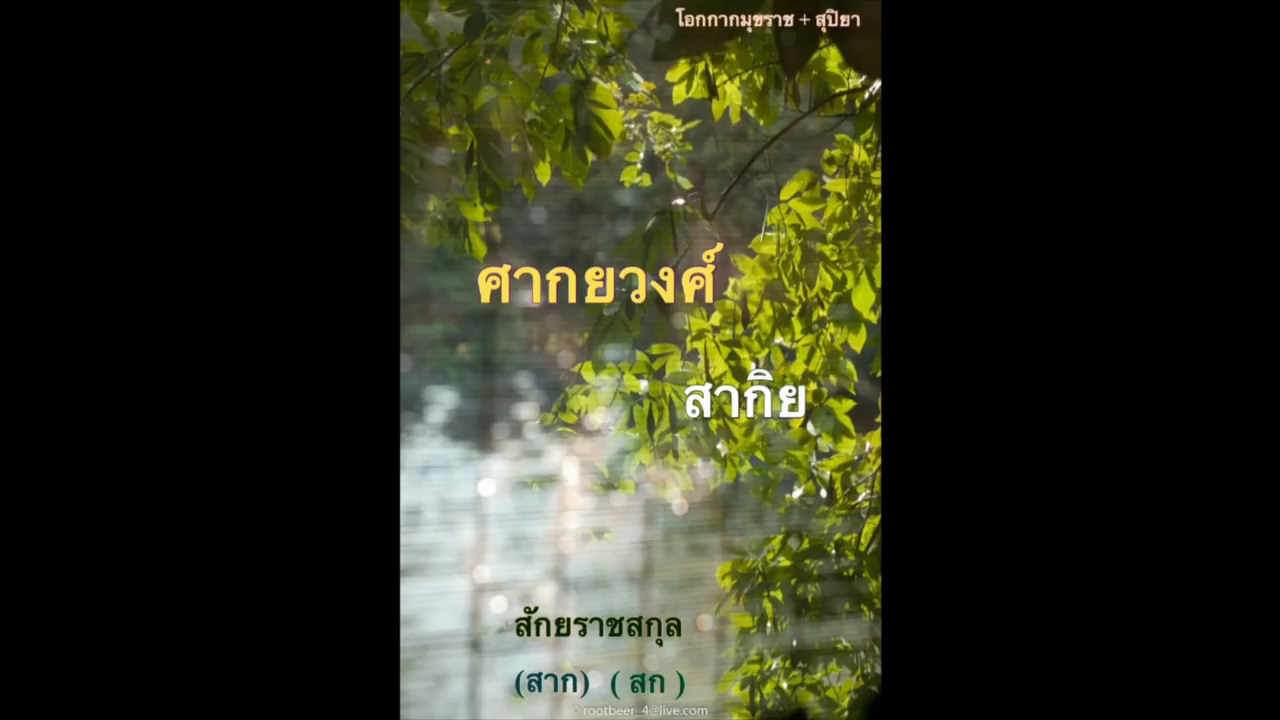 โอกกากมุขราช + สุปิยา
ศากยวงศ์
สากิย
สักยราชสกุล
(สาก) ( สก )
rootbeer_4@live.com